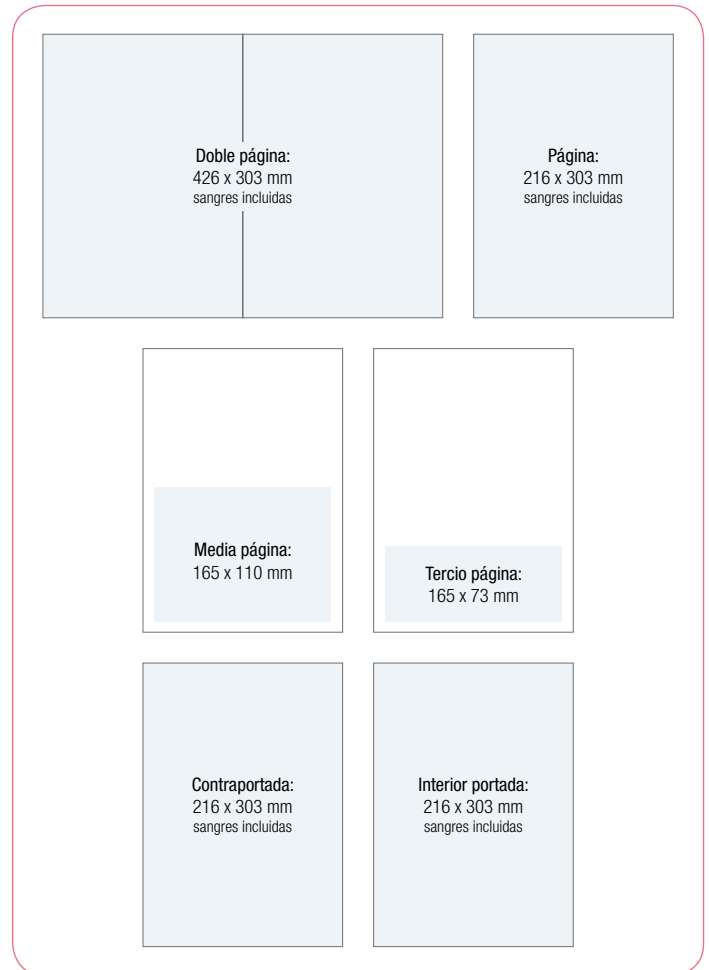 Doble página:
426 x 303 mm
sangres incluidas
Página:
216 x 303 mm
sangres incluidas
Media página:
165 x 110 mm
Tercio página:
165 x 73 mm
Contraportada:
216 x 303 mm
sangres incluidas
Interior portada:
216 x 303 mm
sangres incluidas